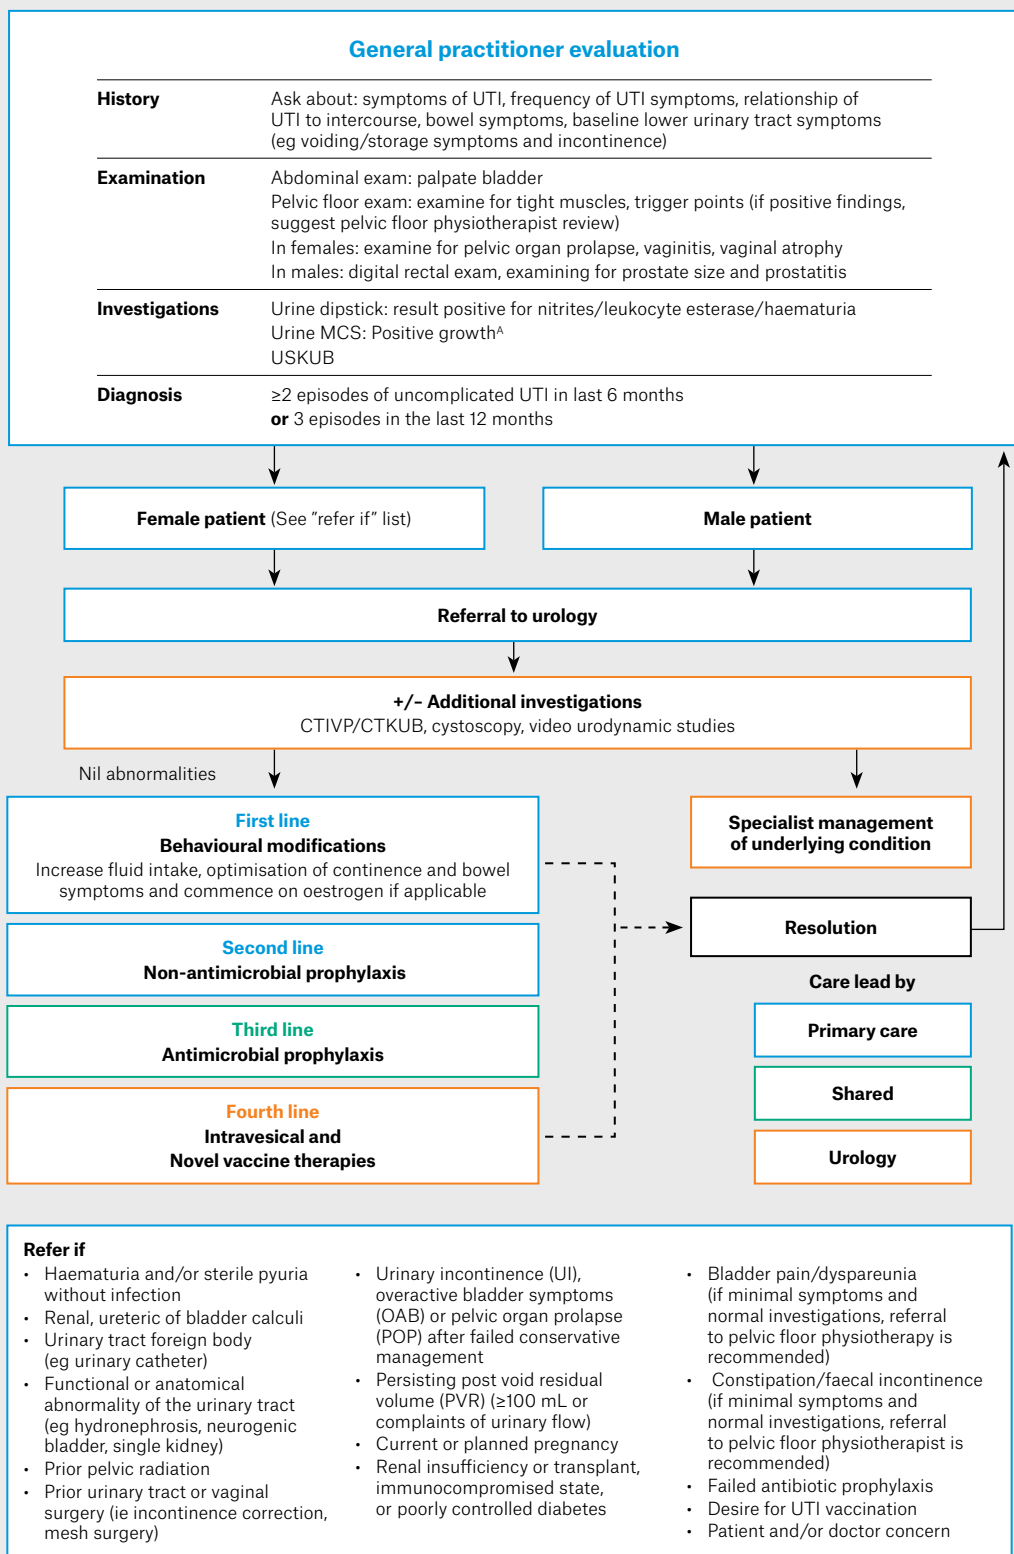 General practitioner evaluation
History
Ask about: symptoms of UTI, frequency of UTI symptoms, relationship of
UTI to intercourse, bowel symptoms, baseline lower urinary tract symptoms
(eg voiding/storage symptoms and incontinence)
Examination
Abdominal exam: palpate bladder
Pelvic floor exam: examine for tight muscles, trigger points (if positive findings,
suggest pelvic floor physiotherapist review)
In females: examine for pelvic organ prolapse, vaginitis, vaginal atrophy
In males: digital rectal exam, examining for prostate size and prostatitis
Investigations
Urine dipstick: result positive for nitrites/leukocyte esterase/haematuria
Urine MCS: Positive growthᴬ
USKUB
Diagnosis
≥2 episodes of uncomplicated UTI in last 6 months
or 3 episodes in the last 12 months
Female patient (See "refer if" list)
Male patient
Referral to urology
+/– Additional investigations
CTIVP/CTKUB, cystoscopy, video urodynamic studies
Nil abnormalities
First line
Behavioural modifications
Increase fluid intake, optimisation of continence and bowel
symptoms and commence on oestrogen if applicable
Second line
Non-antimicrobial prophylaxis
Third line
Antimicrobial prophylaxis
Fourth line
Intravesical and
Novel vaccine therapies
Specialist management
of underlying condition
Resolution
Care lead by
Primary care
Shared
Urology
Refer if
• Haematuria and/or sterile pyuria
without infection
• Renal, ureteric of bladder calculi
• Urinary tract foreign body
(eg urinary catheter)
• Functional or anatomical
abnormality of the urinary tract
(eg hydronephrosis, neurogenic
bladder, single kidney)
• Prior pelvic radiation
• Prior urinary tract or vaginal
surgery (ie incontinence correction,
mesh surgery)
• Urinary incontinence (UI),
overactive bladder symptoms
(OAB) or pelvic organ prolapse
(POP) after failed conservative
management
• Persisting post void residual
volume (PVR) (≥100 mL or
complaints of urinary flow)
• Current or planned pregnancy
• Renal insufficiency or transplant,
immunocompromised state,
or poorly controlled diabetes
• Bladder pain/dyspareunia
(if minimal symptoms and
normal investigations, referral
to pelvic floor physiotherapy is
recommended)
• Constipation/faecal incontinence
(if minimal symptoms and
normal investigations, referral
to pelvic floor physiotherapist is
recommended)
• Failed antibiotic prophylaxis
• Desire for UTI vaccination
• Patient and/or doctor concern